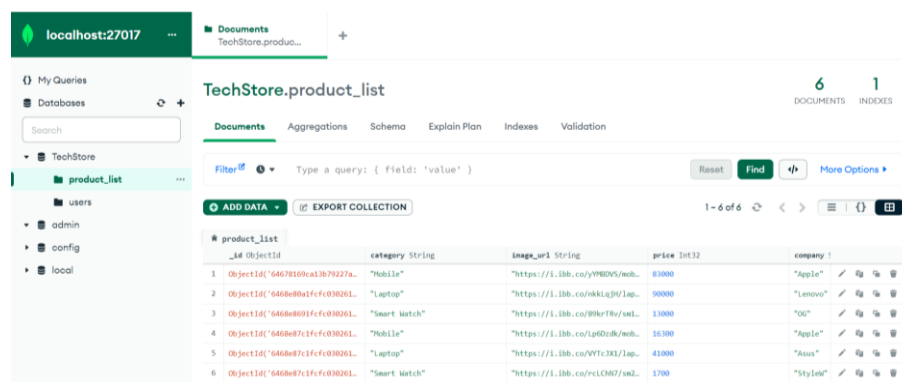 localhost:27017 ...
Documents
TechStore.produc...
+
My Queries
Databases
Search
TechStore
product_list ...
users
admin
config
local
TechStore.product_list
6
DOCUMENTS
1
INDEXES
Documents Aggregations Schema Explain Plan Indexes Validation
Filter Type a query: { field: 'value' }
Reset Find </> More Options
ADD DATA EXPORT COLLECTION
1 – 6 of 6 {}
product_list
_id ObjectId category String image_url String price Int32 company
1 "Mobile" 83000 "Apple"
2 "Laptop" 90000 "Lenovo"
3 "Smart Watch" 13000 "OG"
4 "Mobile" 16300 "Apple"
5 "Laptop" 41000 "Asus"
6 "Smart Watch" 1700 "StyleW"